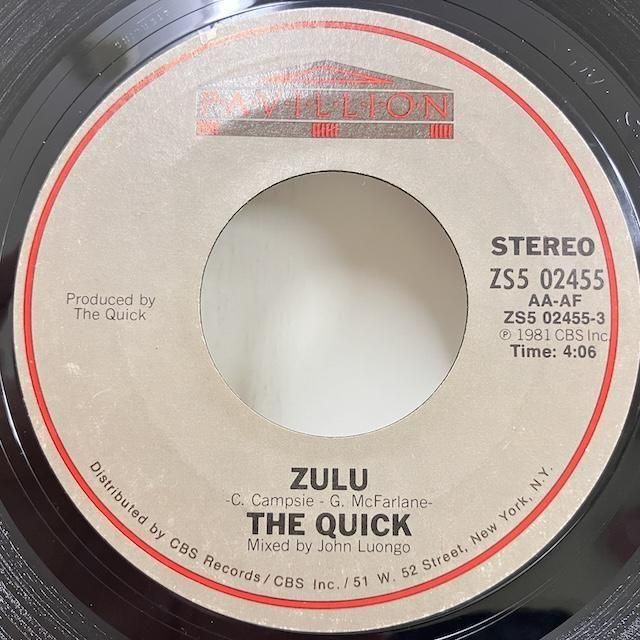 PAVILLION
STEREO
ZS5 02455
AA-AF
ZS5 02455-3
Ⓟ 1981 CBS Inc.
Time: 4:06
Produced by
The Quick
ZULU
-C. Campsie - G. McFarlane-
THE QUICK
Mixed by John Luongo
Distributed by CBS Records/CBS Inc./51 W. 52 Street, New York, N.Y.